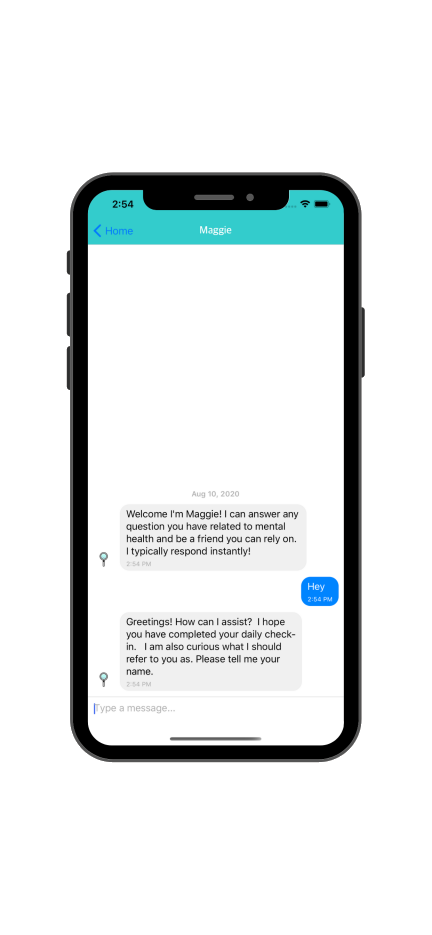 2:54
Home
Maggie
Aug 10, 2020
Welcome I'm Maggie! I can answer any
question you have related to mental
health and be a friend you can rely on.
I typically respond instantly!
2:54 PM
Hey
2:54 PM
Greetings! How can I assist?  I hope
you have completed your daily check-
in.   I am also curious what I should
refer to you as. Please tell me your
name.
2:54 PM
Type a message...